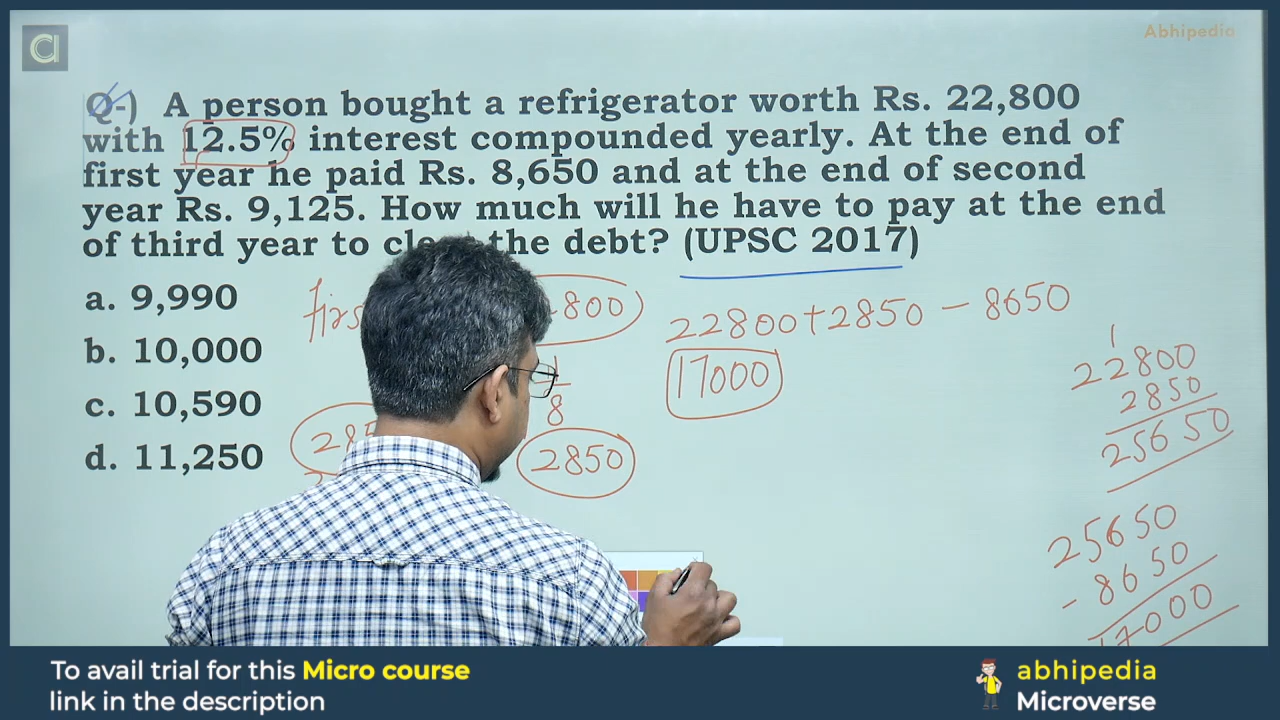 Abhipedia
Q-) A person bought a refrigerator worth Rs. 22,800
with 12.5% interest compounded yearly. At the end of
first year he paid Rs. 8,650 and at the end of second
year Rs. 9,125. How much will he have to pay at the end
of third year to the debt? (UPSC 2017)
a. 9,990
b. 10,000
c. 10,590
d. 11,250
800
1
8
2850
22800+2850-8650
17000
1
22800
2850
25650
25650
-8650
17000
To avail trial for this Micro course
link in the description
abhipedia
Microverse